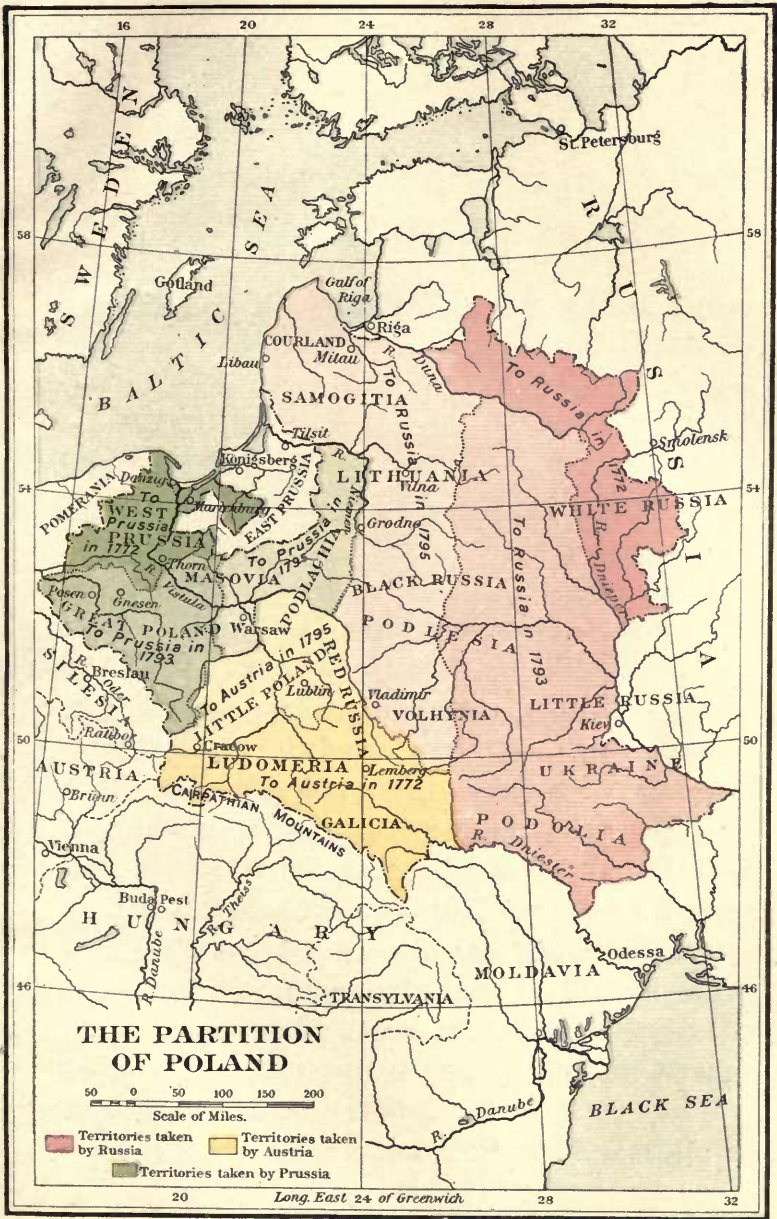 16 20 24 28 32
SWEDEN
St. Petersburg
RUSSIA
58
58
BALTIC SEA
Gotland
Gulf of
Riga
Riga
COURLAND
Mitau
Libau
R. Duna
To Russia in 1795
To Russia in 1772
SAMOGITIA
Smolensk
Tilsit
Königsberg
R. Niemen
LITHUANIA
Vilna
54
54
Danzig
POMERANIA
To
WEST
Prussia
PRUSSIA
in 1772
Marienburg
EAST PRUSSIA
WHITE RUSSIA
Grodno
R. Dnieper
To Russia in 1793
To Prussia in
1795
Thorn
MASOVIA
PODLACHIA
R. Vistula
BLACK RUSSIA
Posen
Gnesen
GREAT POLAND
To Prussia in
1793
Warsaw
PODLESIA
SILESIA
R. Oder
Breslau
To Austria in 1795
LITTLE POLAND
Lublin
RED RUSSIA
Vladimir
VOLHYNIA
LITTLE RUSSIA
Kiev
Ratibor
50
50
Cracow
AUSTRIA
LUDOMERIA
Lemberg
To Austria in 1772
UKRAINE
Brünn
CARPATHIAN MOUNTAINS
GALICIA
PODOLIA
R. Dniester
Vienna
Buda Pest
R. Theiss
HUNGARY
R. Danube
Odessa
MOLDAVIA
46
46
TRANSYLVANIA
THE PARTITION
OF POLAND
50 0 50 100 150 200
Scale of Miles.
R. Danube
BLACK SEA
Territories taken
by Russia
Territories taken
by Austria
Territories taken by Prussia
20 Long. East 24 of Greenwich 28 32